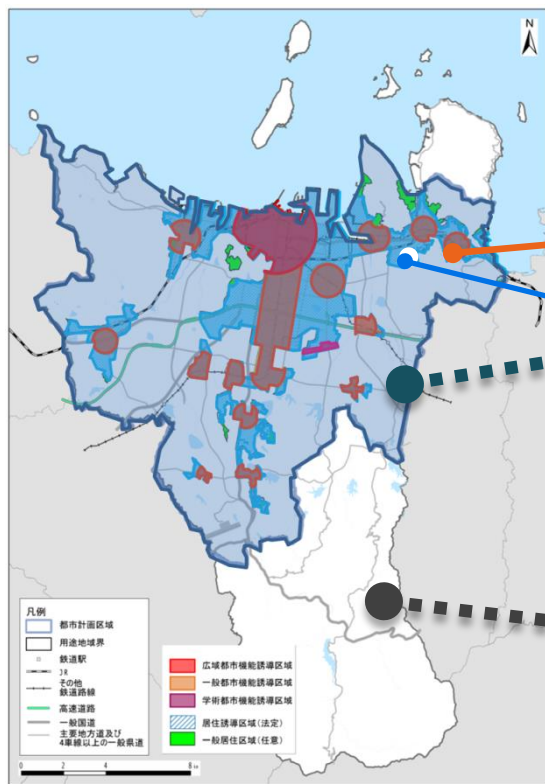 N
凡例
都市計画区域
用途地域界
鉄道駅
JR
その他
鉄道路線
高速道路
一般国道
主要地方道及び
4車線以上の一般県道
広域都市機能誘導区域
一般都市機能誘導区域
学術都市機能誘導区域
居住誘導区域(法定)
一般居住区域(任意)
0 2 4 8
km